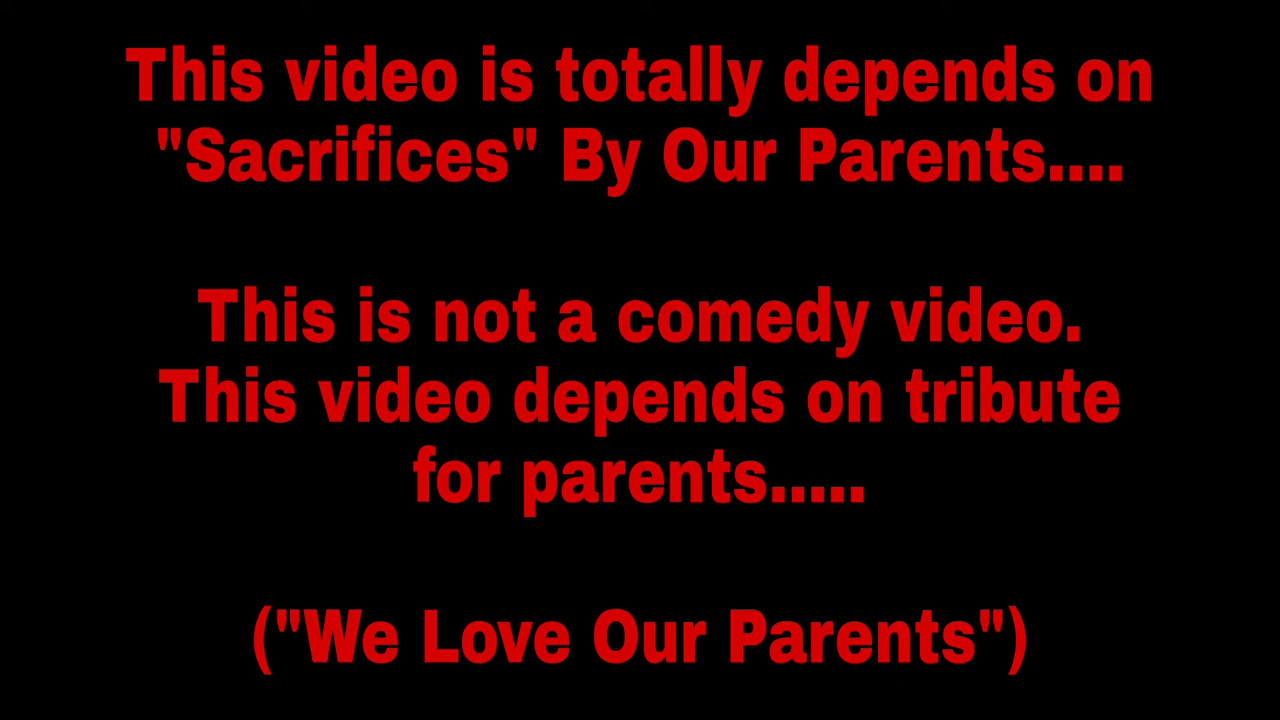 This video is totally depends on
"Sacrifices" By Our Parents....
This is not a comedy video.
This video depends on tribute
for parents.....
("We Love Our Parents")